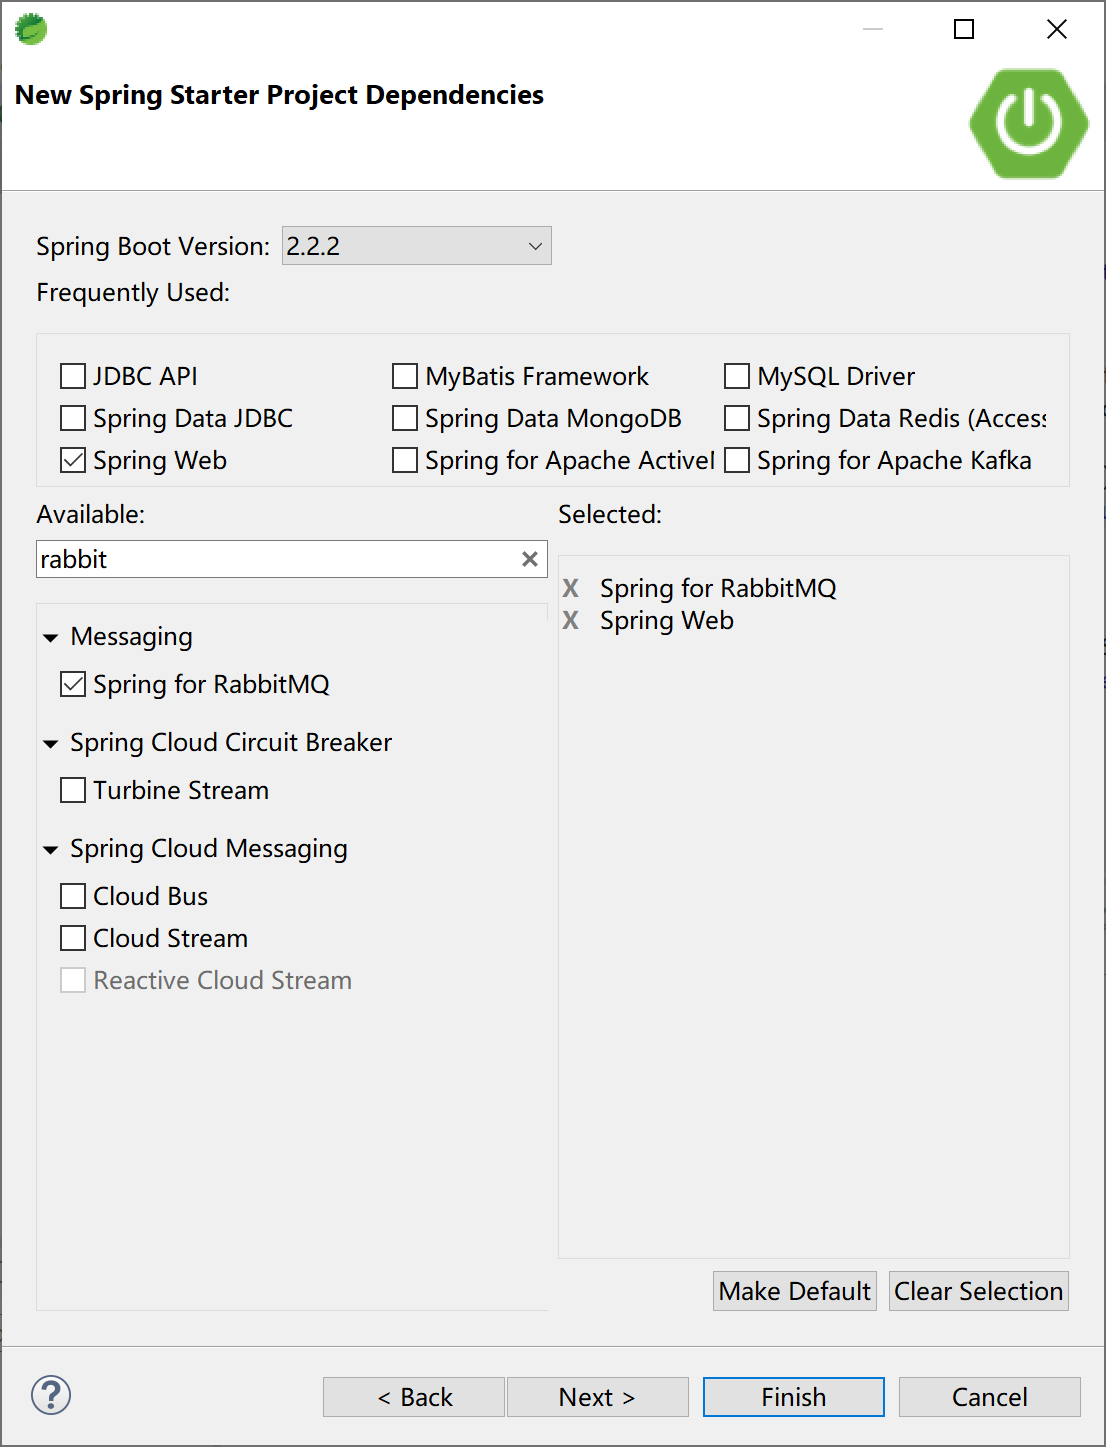 New Spring Starter Project Dependencies
Spring Boot Version: 2.2.2
Frequently Used:
JDBC API MyBatis Framework MySQL Driver
Spring Data JDBC Spring Data MongoDB Spring Data Redis (Access
Spring Web Spring for Apache Active Spring for Apache Kafka
Available: Selected:
rabbit
X Spring for RabbitMQ
X Spring Web
Messaging
Spring for RabbitMQ
Spring Cloud Circuit Breaker
Turbine Stream
Spring Cloud Messaging
Cloud Bus
Cloud Stream
Reactive Cloud Stream
Make Default Clear Selection
? < Back Next > Finish Cancel